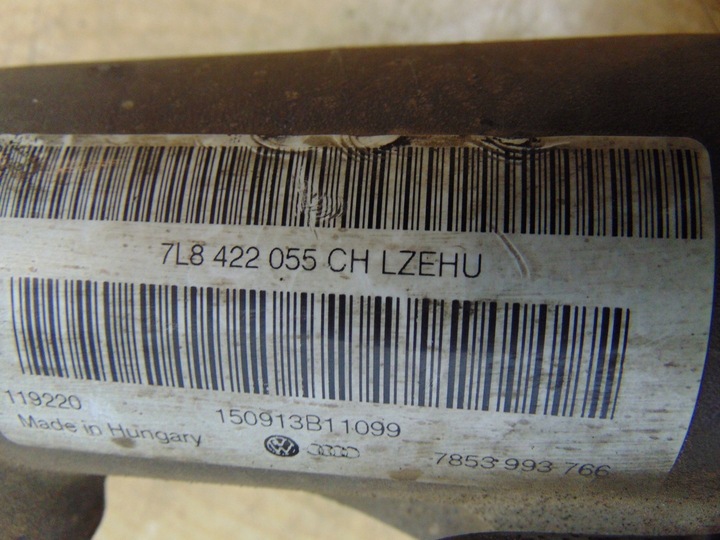 7L8 422 055 CH LZEHU
119220
150913B11099
Made in Hungary
7853 993 766